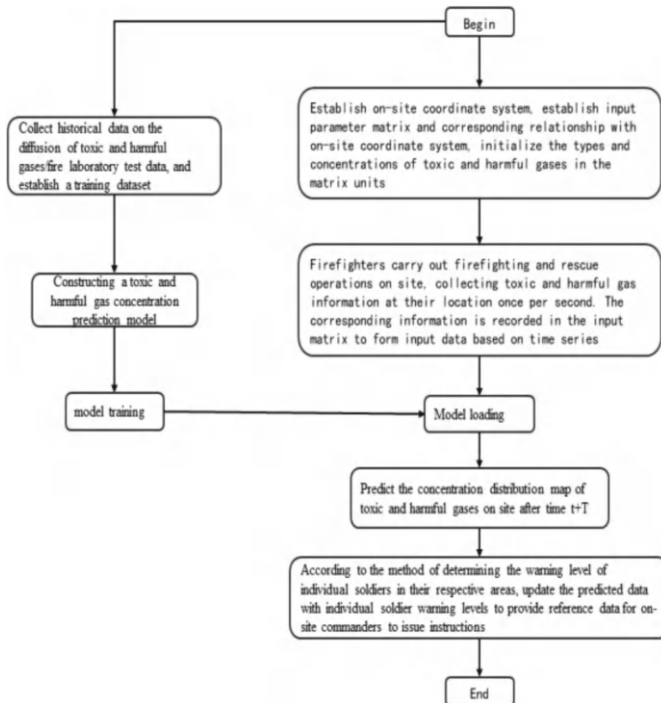 Begin
Collect historical data on the
diffusion of toxic and harmful
gases/fire laboratory test data, and
establish a training dataset
Establish on-site coordinate system, establish input
parameter matrix and corresponding relationship with
on-site coordinate system, initialize the types and
concentrations of toxic and harmful gases in the
matrix units
Constructing a toxic and
harmful gas concentration
prediction model
Firefighters carry out firefighting and rescue
operations on site, collecting toxic and harmful gas
information at their location once per second. The
corresponding information is recorded in the input
matrix to form input data based on time series
model training
Model loading
Predict the concentration distribution map of
toxic and harmful gases on site after time t+T
According to the method of determining the warning level of
individual soldiers in their respective areas, update the predicted data
with individual soldier warning levels to provide reference data for on-
site commanders to issue instructions
End